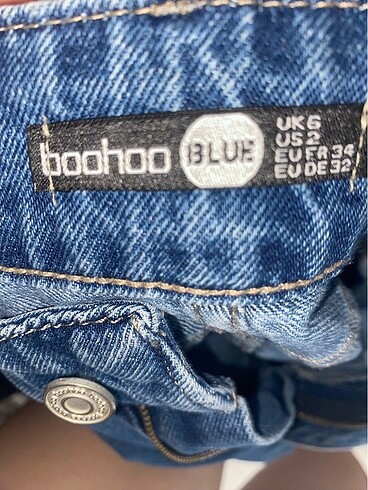 boohoo BLUE
UK 6
US 2
EU FR 34
EU DE 32